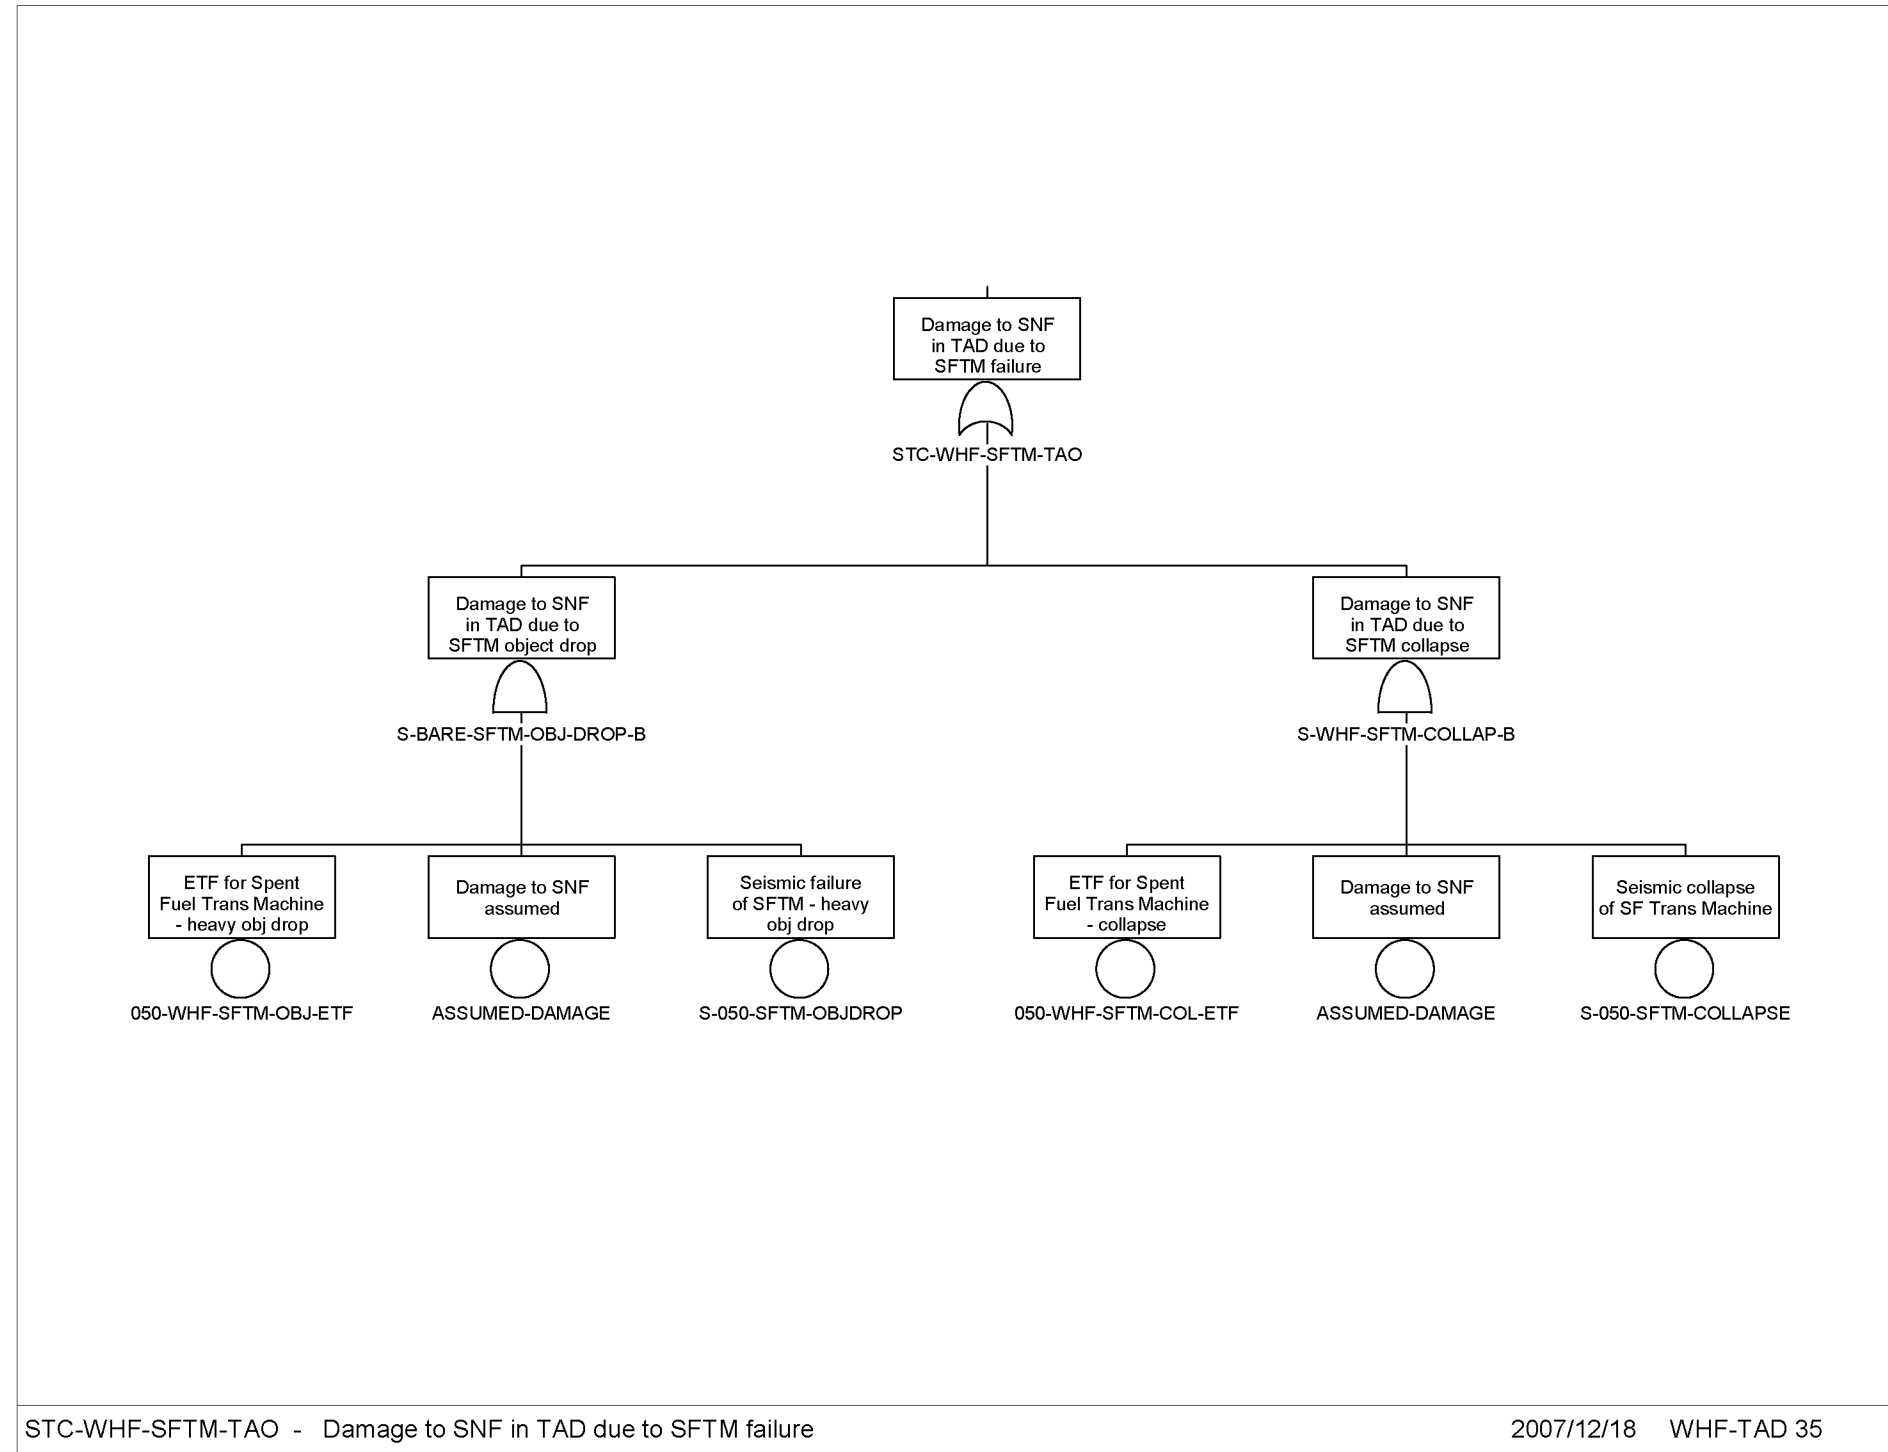 Damage to SNF
in TAD due to
SFTM failure
STC-WHF-SFTM-TAO
Damage to SNF
in TAD due to
SFTM object drop
S-BARE-SFTM-OBJ-DROP-B
Damage to SNF
in TAD due to
SFTM collapse
S-WHF-SFTM-COLLAP-B
ETF for Spent
Fuel Trans Machine
- heavy obj drop
050-WHF-SFTM-OBJ-ETF
Damage to SNF
assumed
ASSUMED-DAMAGE
Seismic failure
of SFTM - heavy
obj drop
S-050-SFTM-OBJDROP
ETF for Spent
Fuel Trans Machine
- collapse
050-WHF-SFTM-COL-ETF
Damage to SNF
assumed
ASSUMED-DAMAGE
Seismic collapse
of SF Trans Machine
S-050-SFTM-COLLAPSE
STC-WHF-SFTM-TAO - Damage to SNF in TAD due to SFTM failure
2007/12/18 WHF-TAD 35